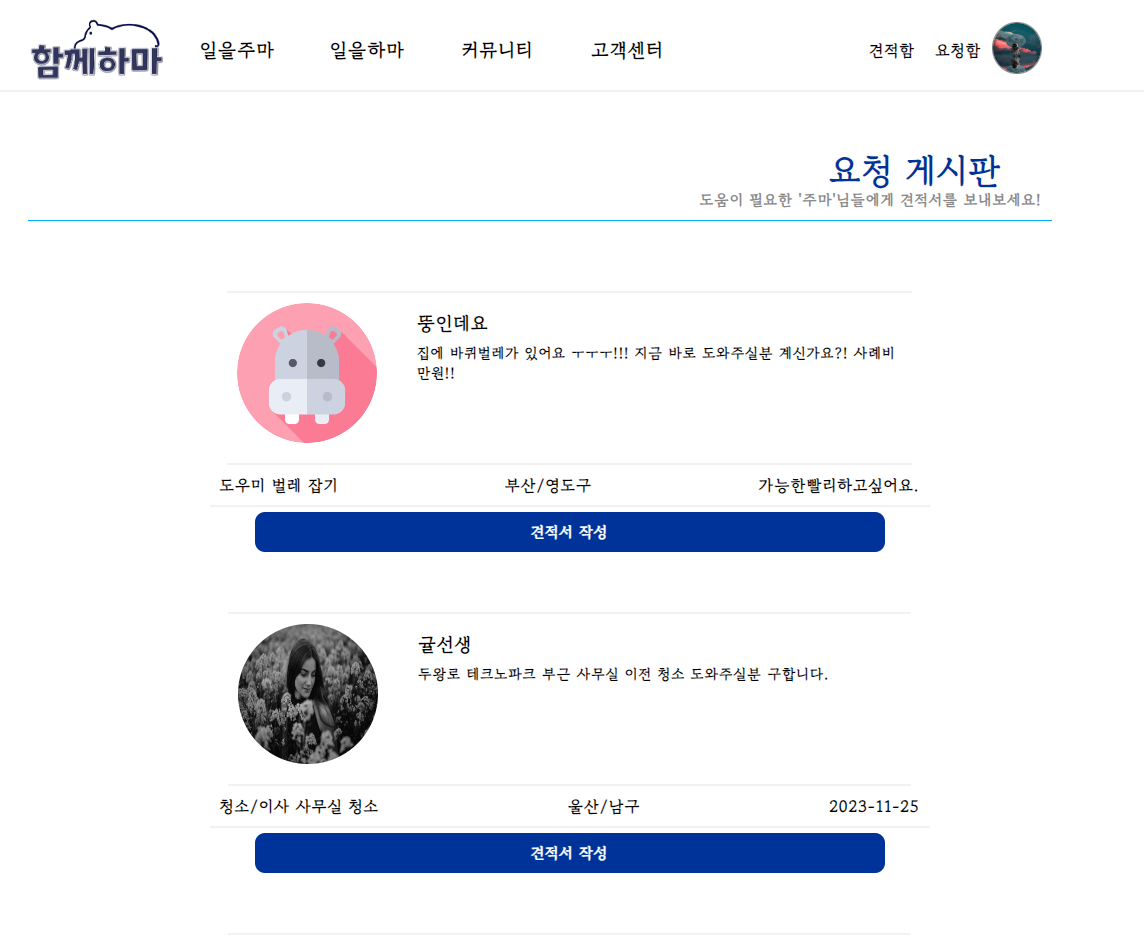 함께하마
일을주마
일을하마
커뮤니티
고객센터
견적함
요청함
요청 게시판
도움이 필요한 '주마'님들에게 견적서를 보내보세요!
뚱인데요
집에 바퀴벌레가 있어요 ㅜㅜㅜ!!! 지금 바로 도와주실분 계신가요?! 사례비
만원!!
도우미 벌레 잡기
부산/영도구
가능한빨리하고싶어요.
견적서 작성
귤선생
두왕로 테크노파크 부근 사무실 이전 청소 도와주실분 구합니다.
청소/이사 사무실 청소
울산/남구
2023-11-25
견적서 작성